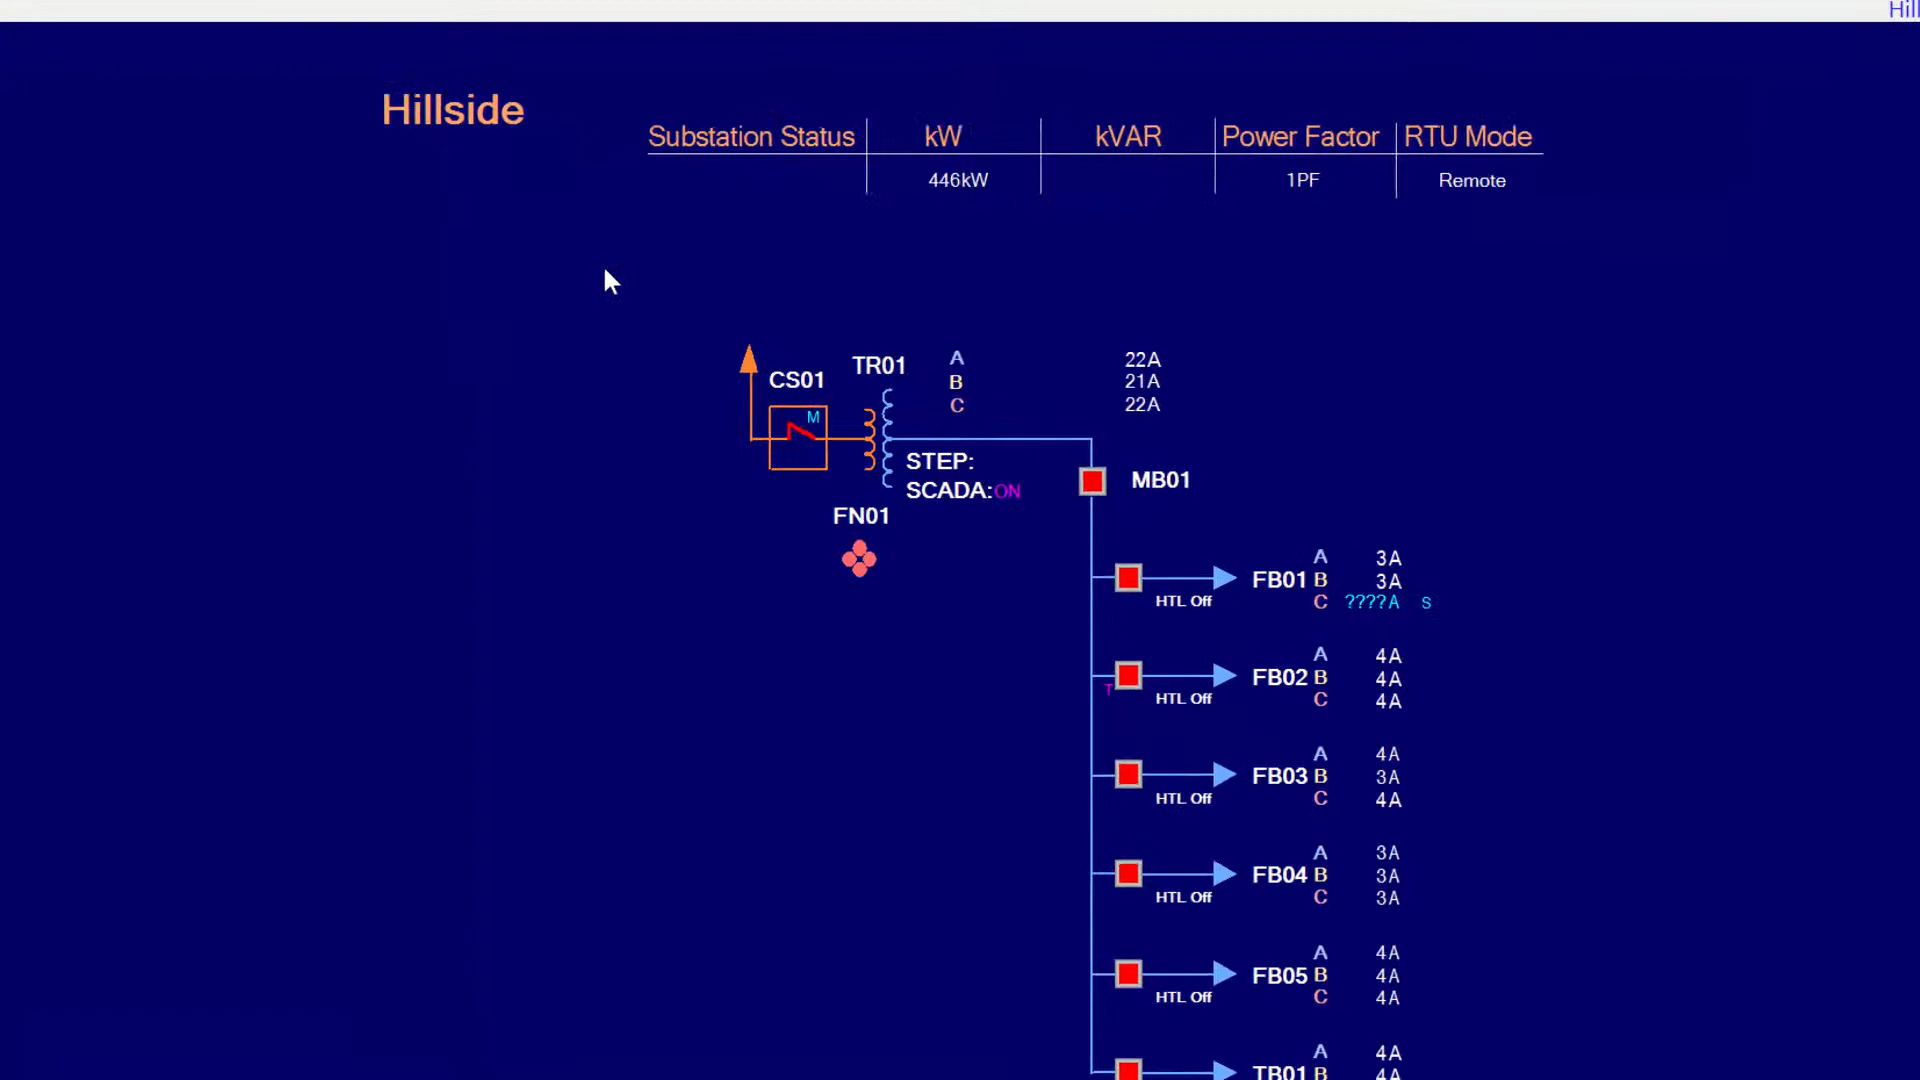 Hill
Hillside
Substation Status kW kVAR Power Factor RTU Mode
446kW 1PF Remote
TR01 A 22A
CS01 B 21A
C 22A
M
STEP:
SCADA:ON
MB01
FN01
A 3A
FB01 B 3A
HTL Off C ????A S
A 4A
FB02 B 4A
T HTL Off C 4A
A 4A
FB03 B 3A
HTL Off C 4A
A 3A
FB04 B 3A
HTL Off C 3A
A 4A
FB05 B 4A
HTL Off C 4A
A 4A
TB01 B 4A